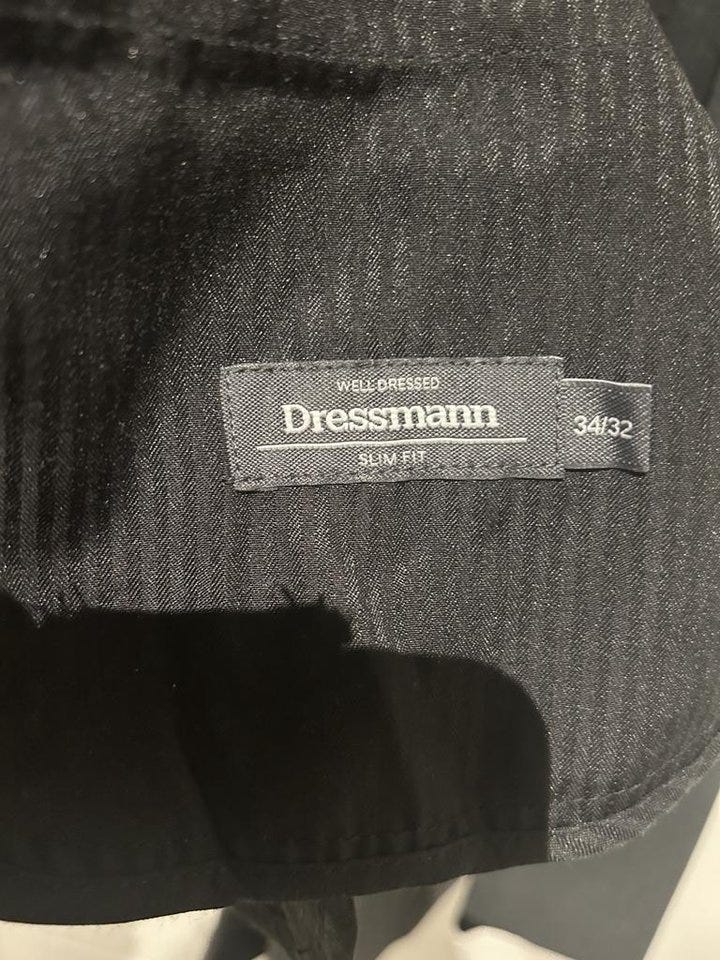 WELL DRESSED
Dressmann
SLIM FIT
34/32